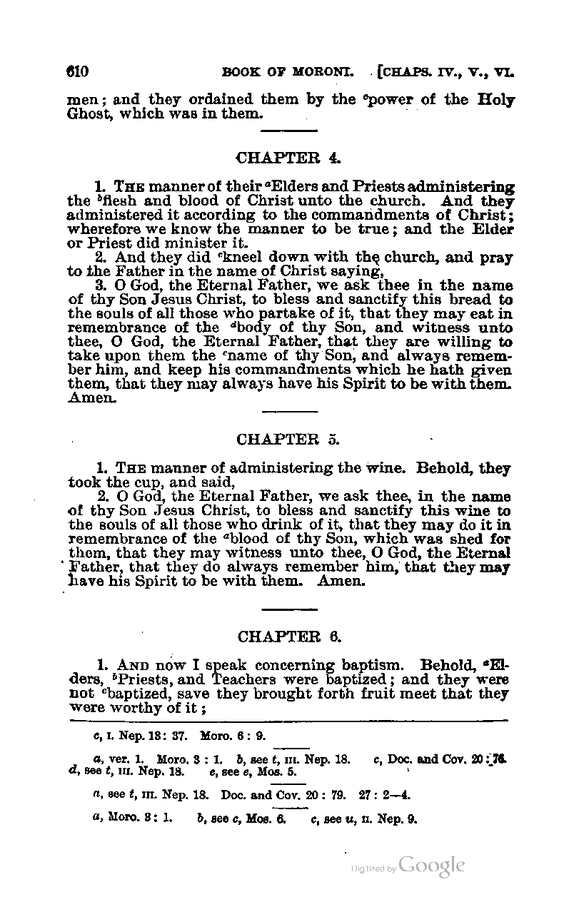 610 BOOK OF MORONI. [CHAPS. IV., V., VI.
men; and they ordained them by the ᵉpower of the Holy
Ghost, which was in them.
CHAPTER 4.
1. THE manner of their ᵃElders and Priests administering
the ᵇflesh and blood of Christ unto the church. And they
administered it according to the commandments of Christ;
wherefore we know the manner to be true; and the Elder
or Priest did minister it.
2. And they did ᶜkneel down with the church, and pray
to the Father in the name of Christ saying,
3. O God, the Eternal Father, we ask thee in the name
of thy Son Jesus Christ, to bless and sanctify this bread to
the souls of all those who partake of it, that they may eat in
remembrance of the ᵈbody of thy Son, and witness unto
thee, O God, the Eternal Father, that they are willing to
take upon them the ᵉname of thy Son, and always remem-
ber him, and keep his commandments which he hath given
them, that they may always have his Spirit to be with them.
Amen.
CHAPTER 5.
1. THE manner of administering the wine. Behold, they
took the cup, and said,
2. O God, the Eternal Father, we ask thee, in the name
of thy Son Jesus Christ, to bless and sanctify this wine to
the souls of all those who drink of it, that they may do it in
remembrance of the ᵃblood of thy Son, which was shed for
them, that they may witness unto thee, O God, the Eternal
Father, that they do always remember him, that they may
have his Spirit to be with them. Amen.
CHAPTER 6.
1. AND now I speak concerning baptism. Behold, ᵃEl-
ders, ᵇPriests, and Teachers were baptized; and they were
not ᶜbaptized, save they brought forth fruit meet that they
were worthy of it;
e, I. Nep. 13: 37. Moro. 6: 9.
a, ver. 1. Moro. 3: 1. b, see t, III. Nep. 18. c, Doc. and Cov. 20: 76.
d, see t, III. Nep. 18. e, see e, Mos. 5.
a, see t, III. Nep. 18. Doc. and Cov. 20: 79. 27: 2—4.
a, Moro. 3: 1. b, see c, Mos. 6. c, see u, II. Nep. 9.
Digitized by Google